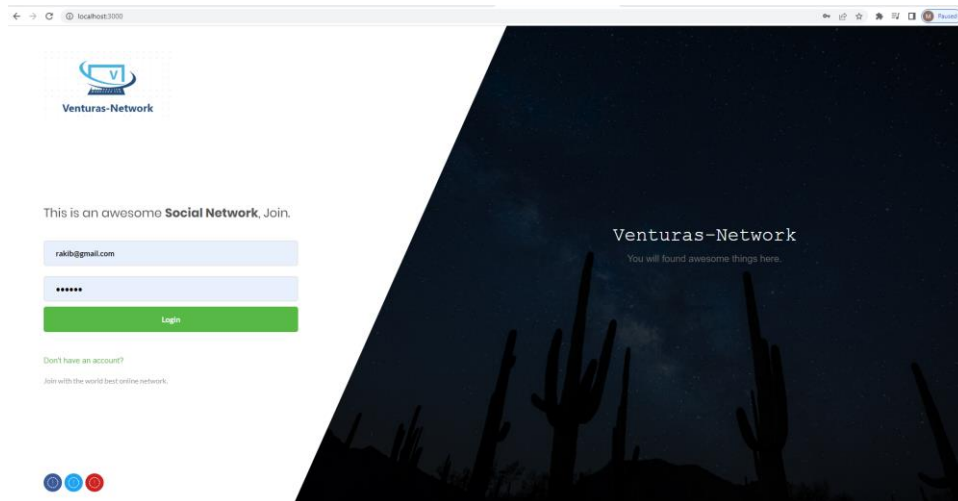 localhost:3000
Paused
V
Venturas-Network
This is an awesome Social Network, Join.
rakib@gmail.com
••••••
Login
Don't have an account?
Join with the world best online network.
Venturas-Network
You will found awesome things here.